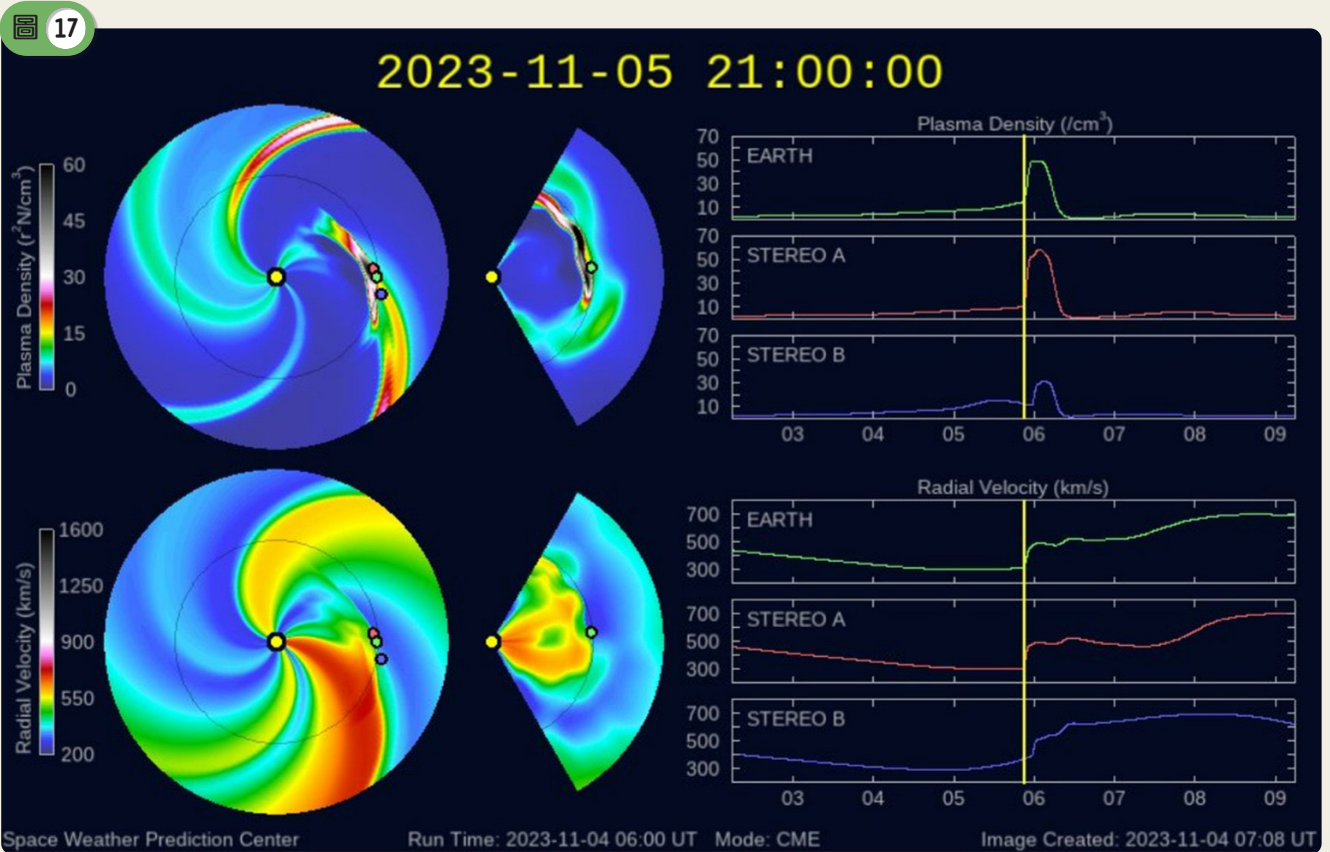 圖 17
2023-11-05 21:00:00
Plasma Density (r²N/cm³)
60
45
30
15
0
Plasma Density (/cm³)
70
50
30
10
EARTH
70
50
30
10
STEREO A
70
50
30
10
STEREO B
03 04 05 06 07 08 09
Radial Velocity (km/s)
1600
1250
900
550
200
Radial Velocity (km/s)
700
500
300
EARTH
700
500
300
STEREO A
700
500
300
STEREO B
03 04 05 06 07 08 09
Space Weather Prediction Center Run Time: 2023-11-04 06:00 UT Mode: CME Image Created: 2023-11-04 07:08 UT